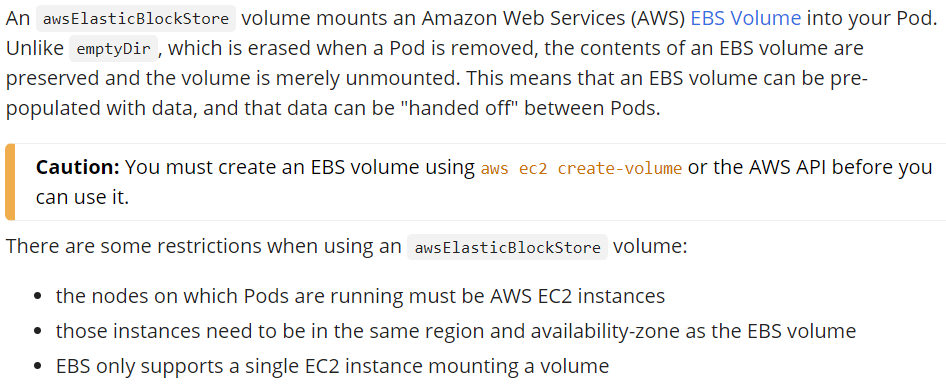 An awsElasticBlockStore volume mounts an Amazon Web Services (AWS) EBS Volume into your Pod.
Unlike emptyDir , which is erased when a Pod is removed, the contents of an EBS volume are
preserved and the volume is merely unmounted. This means that an EBS volume can be pre-
populated with data, and that data can be "handed off" between Pods.
Caution: You must create an EBS volume using aws ec2 create-volume or the AWS API before you
can use it.
There are some restrictions when using an awsElasticBlockStore volume:
• the nodes on which Pods are running must be AWS EC2 instances
• those instances need to be in the same region and availability-zone as the EBS volume
• EBS only supports a single EC2 instance mounting a volume